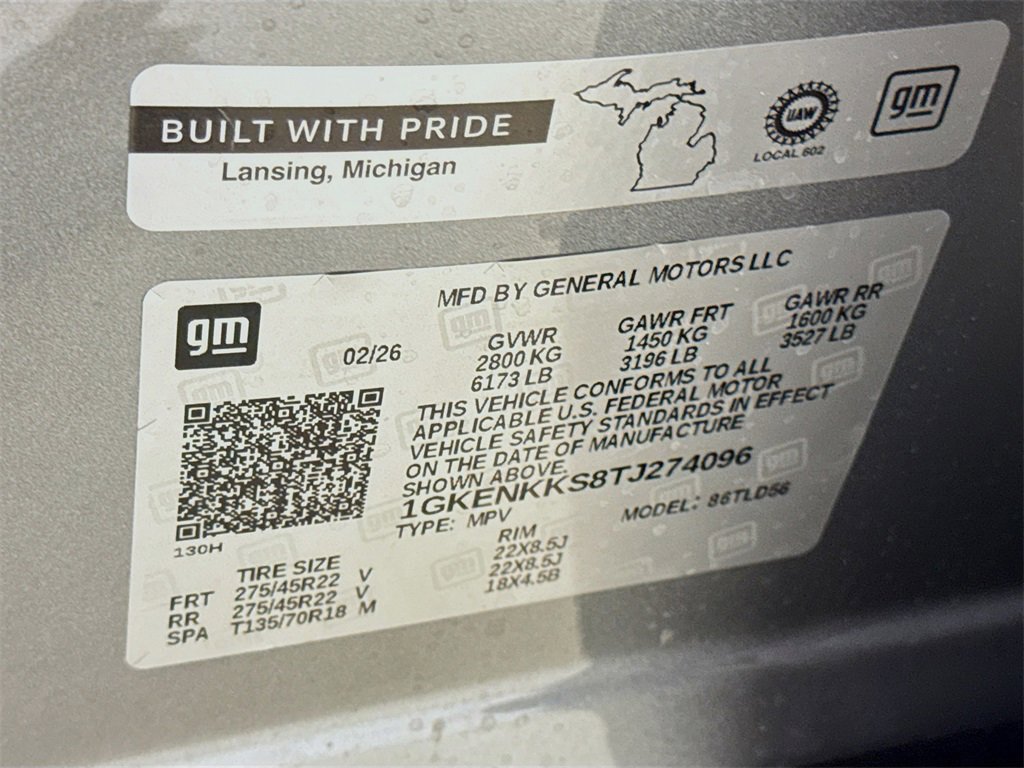 BUILT WITH PRIDE
Lansing, Michigan
UAW
LOCAL 602
gm
gm
MFD BY GENERAL MOTORS LLC
02/26
GVWR GAWR FRT GAWR RR
2800 KG 1450 KG 1600 KG
6173 LB 3196 LB 3527 LB
THIS VEHICLE CONFORMS TO ALL
APPLICABLE U.S. FEDERAL MOTOR
VEHICLE SAFETY STANDARDS IN EFFECT
ON THE DATE OF MANUFACTURE
SHOWN ABOVE.
1GKENKKS8TJ274096
TYPE: MPV MODEL: 86TLD56
130H
TIRE SIZE RIM
FRT 275/45R22 V 22X8.5J
RR 275/45R22 V 22X8.5J
SPA T135/70R18 M 18X4.5B